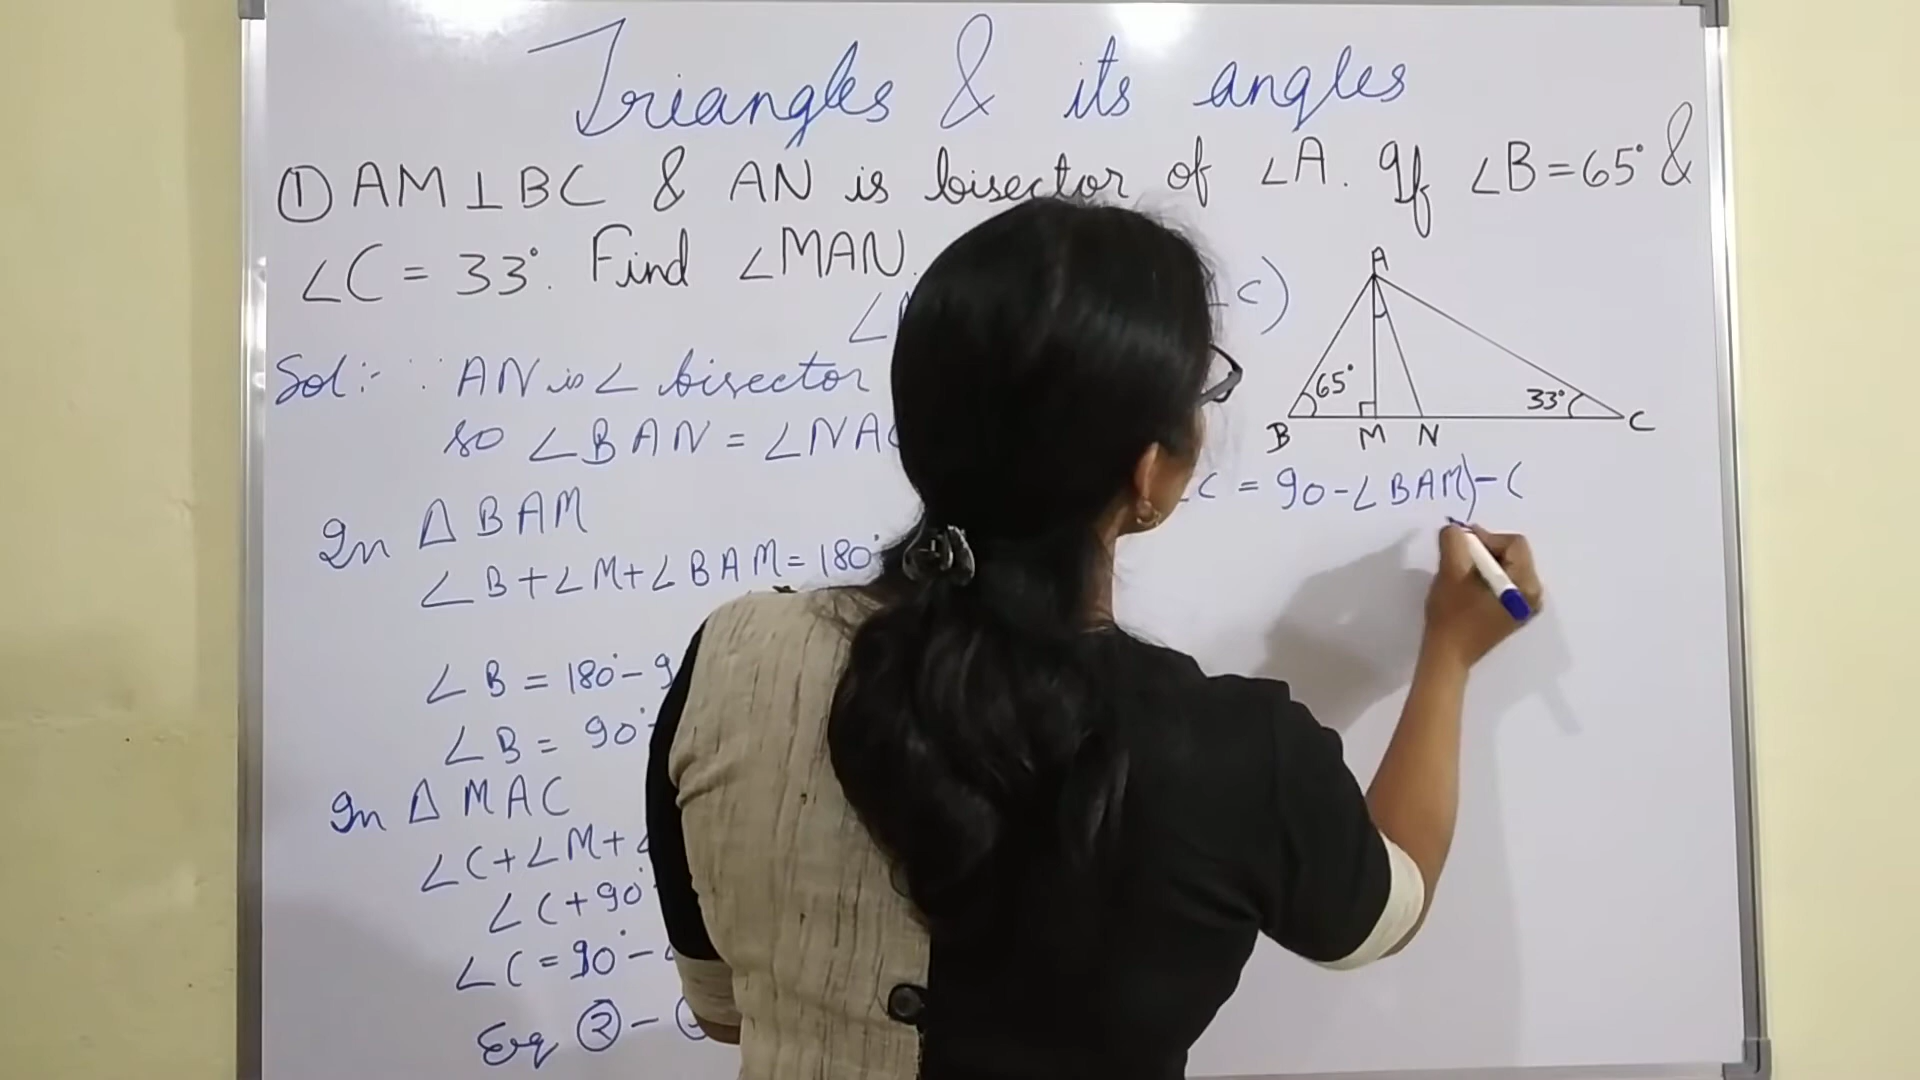 Triangles & its angles
① AM ⊥ BC & AN is bisector of ∠A. If ∠B = 65° &
∠C = 33°. Find ∠MAN.
C)
Sol:- ∵ AN is ∠ bisector
so ∠BAN = ∠NA
In △ BAM
∠B + ∠M + ∠BAM = 180°
∠B = 180° - 9
∠B = 90° -
In △ MAC
∠C + ∠M +
∠C + 90°
∠C = 90° -
Eq ② -
A
65°
33°
B M N C
C = 90 - ∠BAM) - (